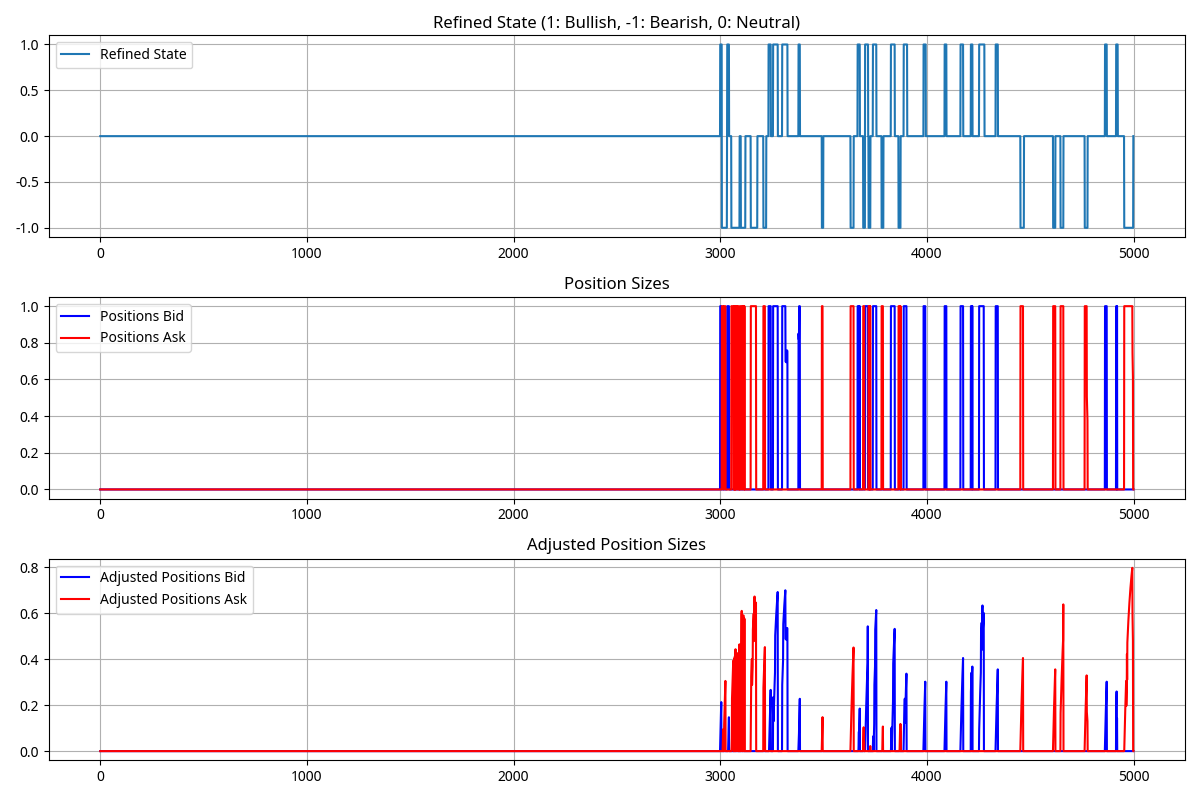 Refined State (1: Bullish, -1: Bearish, 0: Neutral)
1.0
0.5
0.0
-0.5
-1.0
Refined State
0 1000 2000 3000 4000 5000
Position Sizes
1.0
0.8
0.6
0.4
0.2
0.0
Positions Bid
Positions Ask
0 1000 2000 3000 4000 5000
Adjusted Position Sizes
0.8
0.6
0.4
0.2
0.0
Adjusted Positions Bid
Adjusted Positions Ask
0 1000 2000 3000 4000 5000